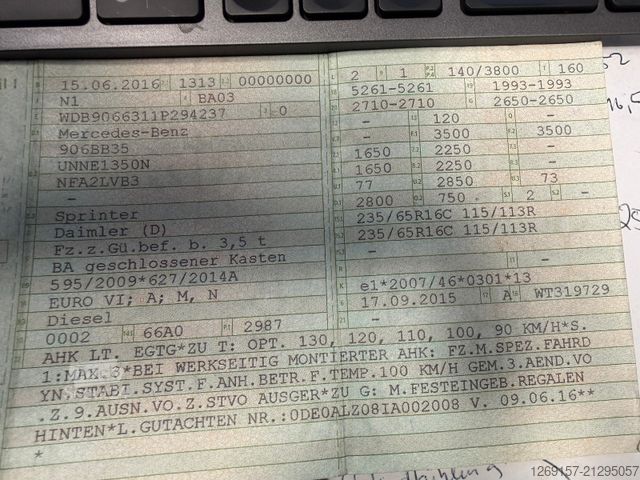 15.06.2016 1313 00000000
N1 BA03
WDB9066311P294237 0
Mercedes-Benz
906BB35
UNNE1350N
NFA2LVB3
-
Sprinter
Daimler (D)
Fz.z.Gü.bef. b. 3,5 t
BA geschlossener Kasten
595/2009*627/2014A
EURO VI; A; M, N
Diesel
0002 66A0 2987
2 1 140/3800 160
5261-5261 1993-1993
2710-2710 2650-2650
- 120 -
- 3500 3500
1650 2250 -
1650 2250 -
77 2850 73
2800 750 2 -
235/65R16C 115/113R
235/65R16C 115/113R
-
- -
e1*2007/46*0301*13
17.09.2015 A WT319729
-
AHK LT. EGTG*ZU T: OPT. 130, 120, 110, 100, 90 KM/H*S.
1:MAX.3*BEI WERKSEITIG MONTIERTER AHK: FZ.M.SPEZ.FAHRD
YN.STABI.SYST.F.ANH.BETR.F.TEMP.100 KM/H GEM.3.AEND.VO
.Z.9.AUSN.VO.Z.STVO AUSGER*ZU G: M.FESTEINGEB.REGALEN
HINTEN*L.GUTACHTEN NR.:0DE0ALZ08IA002008 V. 09.06.16**
*
1269157-21295057